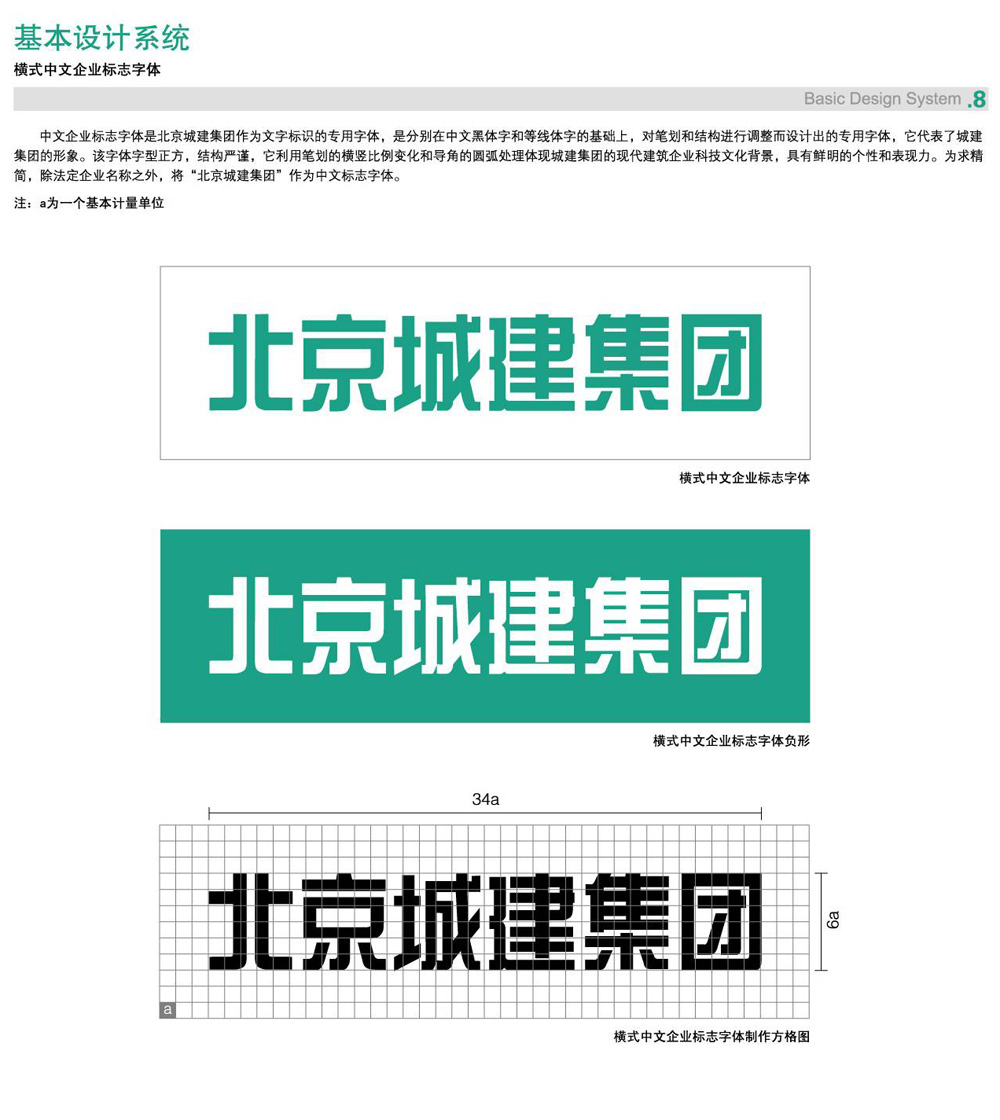 基本设计系统
横式中文企业标志字体
Basic Design System .8
中文企业标志字体是北京城建集团作为文字标识的专用字体，是分别在中文黑体字和等线体字的基础上，对笔划和结构进行调整而设计出的专用字体，它代表了城建
集团的形象。该字体字型正方，结构严谨，它利用笔划的横竖比例变化和导角的圆弧处理体现城建集团的现代建筑企业科技文化背景，具有鲜明的个性和表现力。为求精
简，除法定企业名称之外，将“北京城建集团”作为中文标志字体。
注：a为一个基本计量单位
北京城建集团
横式中文企业标志字体
北京城建集团
横式中文企业标志字体负形
34a
北京城建集团
6a
a
横式中文企业标志字体制作方格图